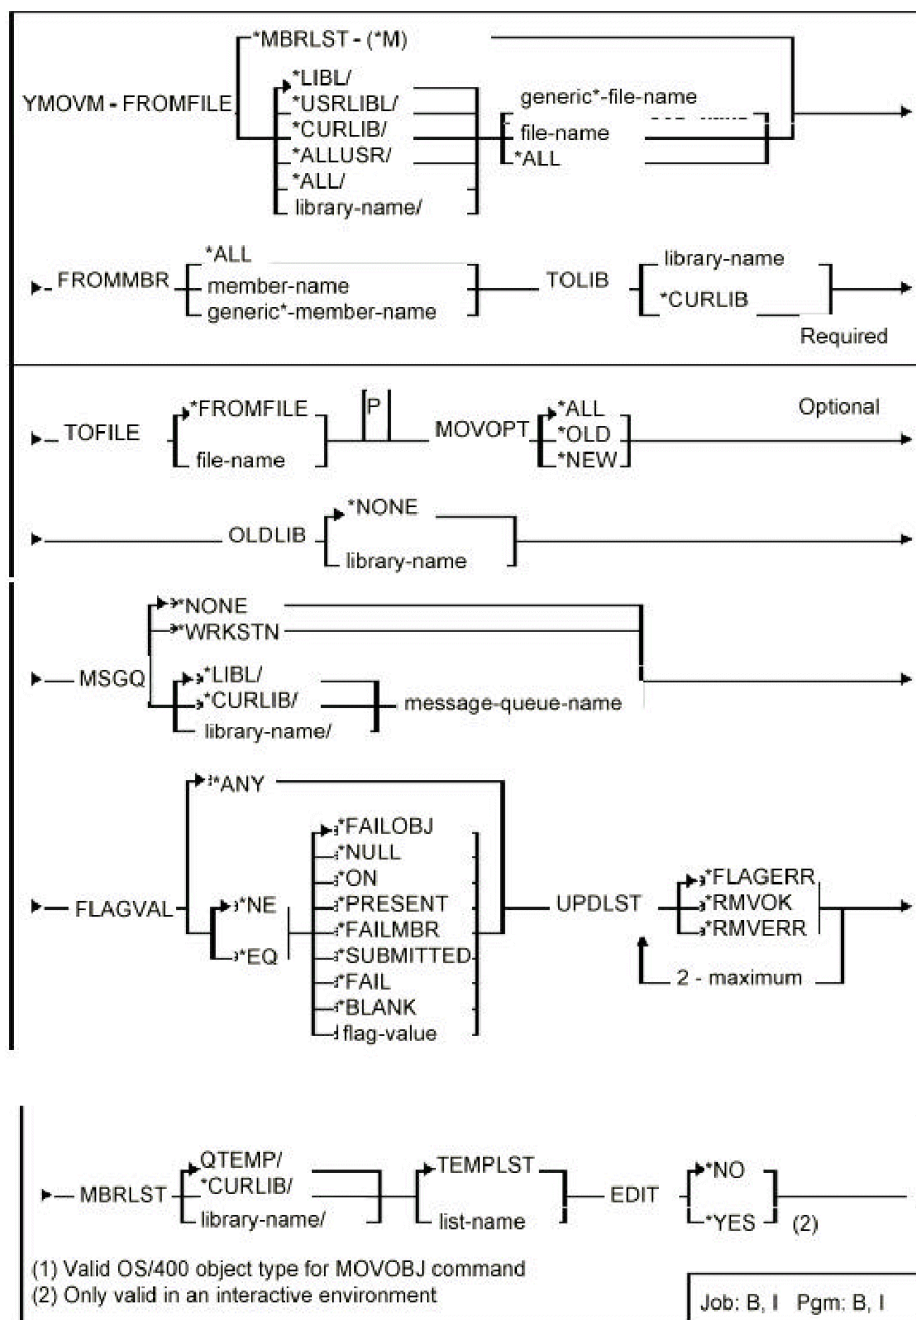 *MBRLST - (*M)
*LIBL/
YMOVM - FROMFILE
*USRLIBL/
generic*-file-name
*CURLIB/
file-name
*ALLUSR/
*ALL
*ALL/
library-name/
*ALL
library-name
FROMMBR
member-name
TOLIB
*CURLIB
generic*-member-name
Required
*FROMFILE
P
*ALL
Optional
TOFILE
MOVOPT
*OLD
file-name
*NEW
OLDLIB
*NONE
library-name
*NONE
*WRKSTN
MSGQ
*LIBL/
*CURLIB/
message-queue-name
library-name/
*ANY
*FAILOBJ
*NULL
*ON
*FLAGERR
FLAGVAL
*NE
*PRESENT
UPDLST
*RMVOK
*FAILMBR
*RMVERR
*EQ
*SUBMITTED
*FAIL
2 - maximum
*BLANK
flag-value
QTEMP/
TEMPLST
*NO
MBRLST
*CURLIB/
EDIT
library-name/
list-name
*YES
(2)
(1) Valid OS/400 object type for MOVOBJ command
(2) Only valid in an interactive environment
Job: B, I Pgm: B, I